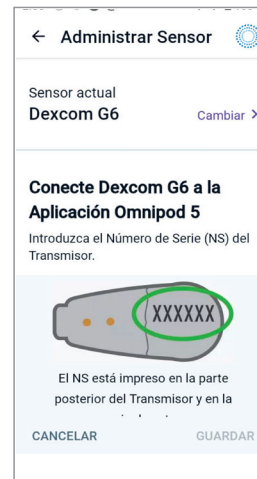 Administrar Sensor
Sensor actual
Dexcom G6
Cambiar
Conecte Dexcom G6 a la
Aplicación Omnipod 5
Introduzca el Número de Serie (NS) del
Transmisor.
XXXXXX
El NS está impreso en la parte
posterior del Transmisor y en la
CANCELAR
GUARDAR